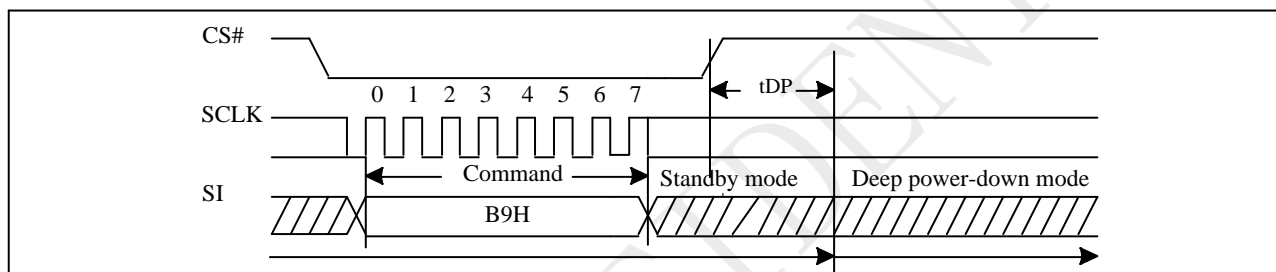 CS#
tDP
0 1 2 3 4 5 6 7
SCLK
Command
Standby mode
Deep power-down mode
SI
B9H